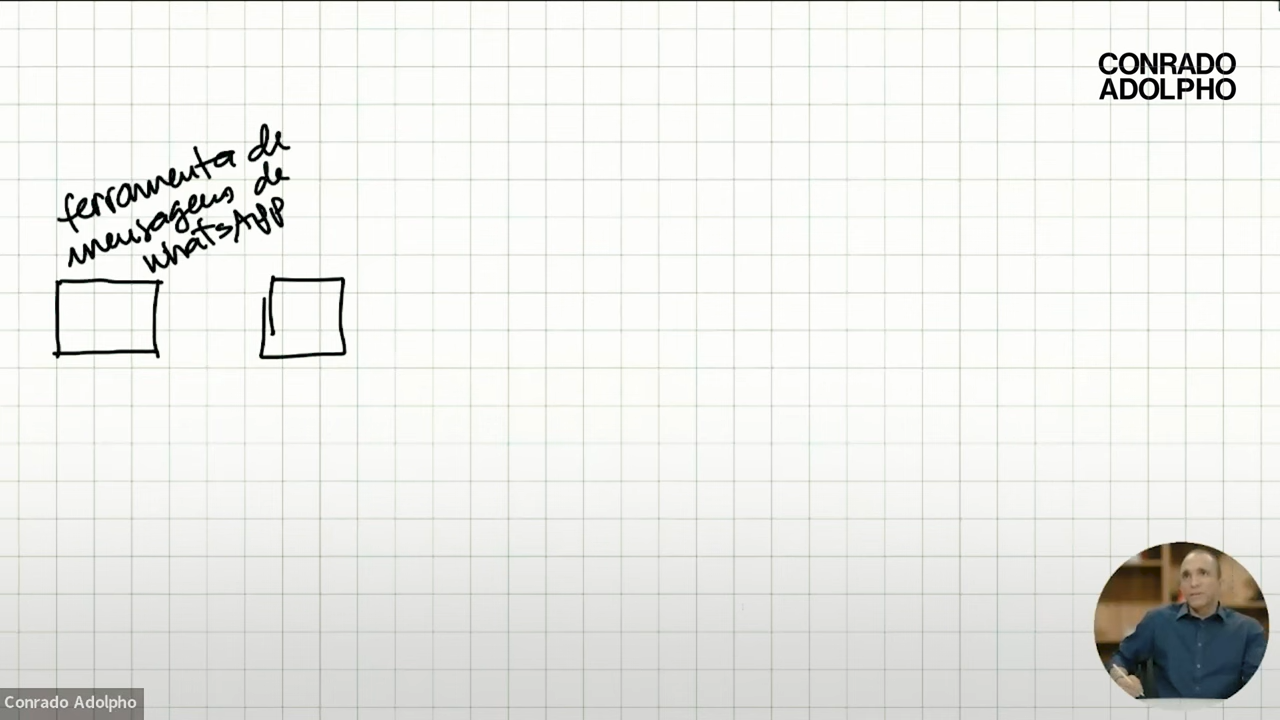 CONRADO
ADOLPHO
ferramenta de
mensagens de
whatsApp
Conrado Adolpho